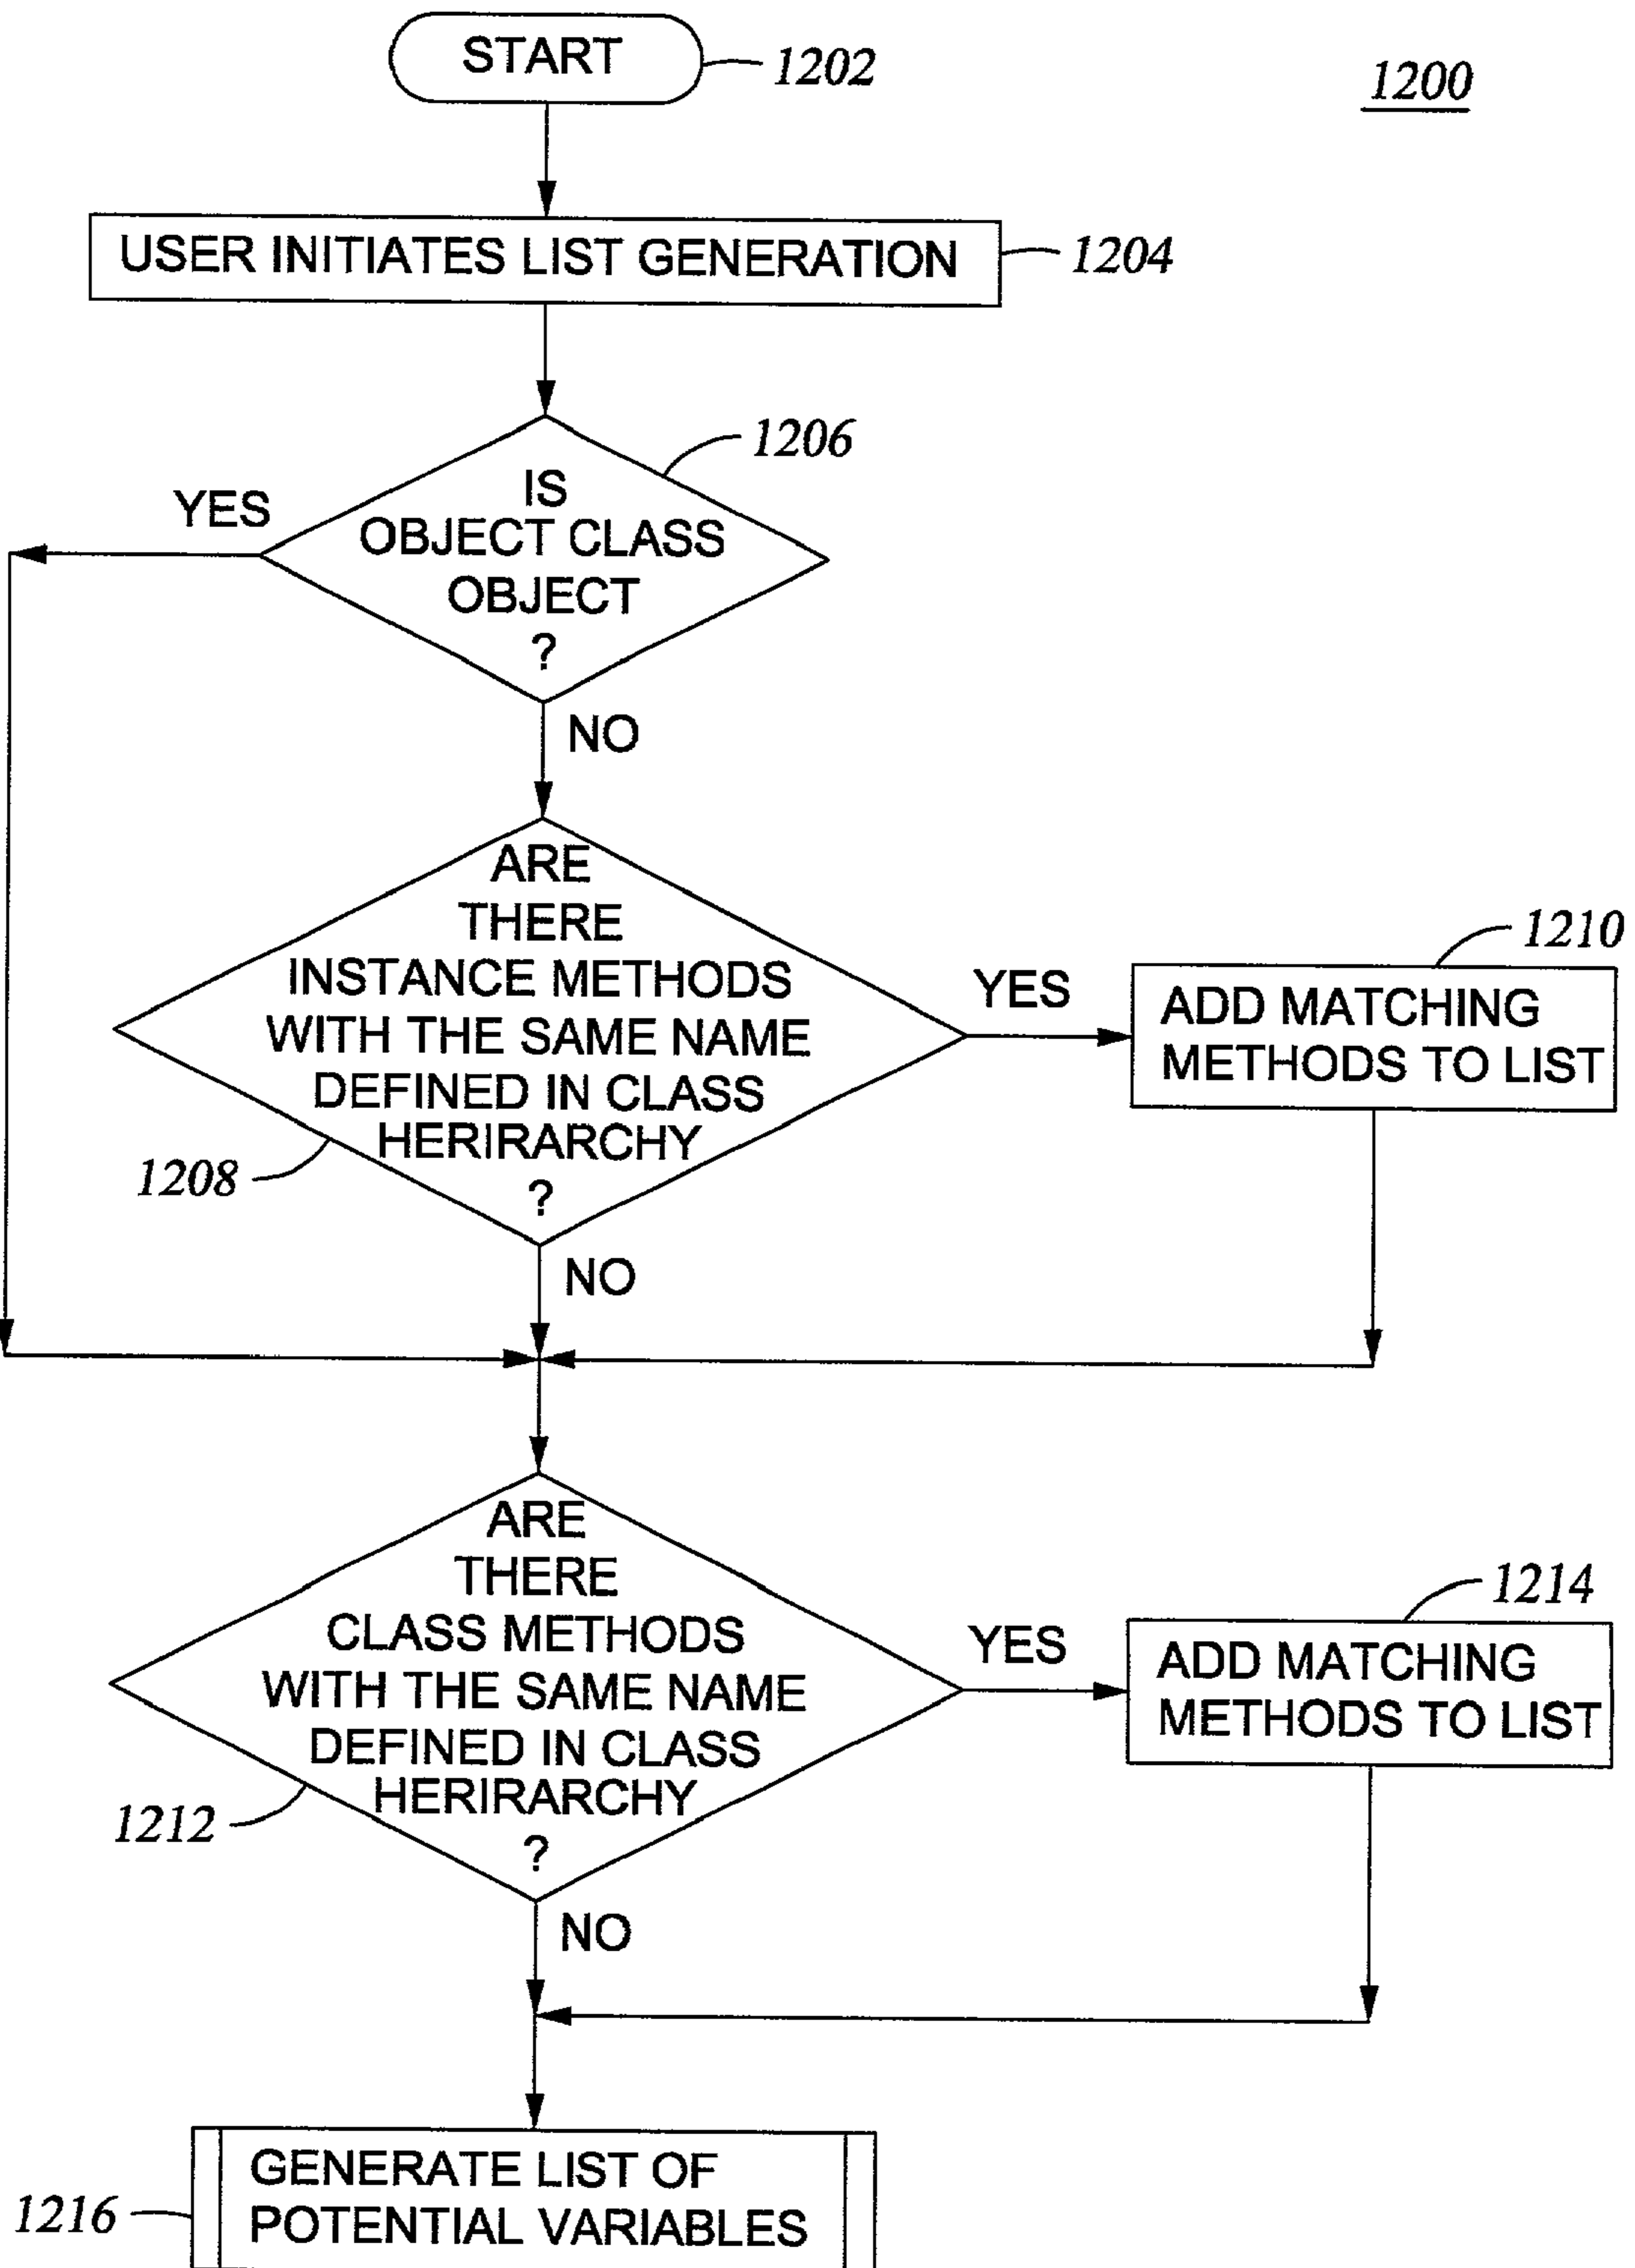 START
1202
1200
USER INITIATES LIST GENERATION
1204
1206
YES
IS
OBJECT CLASS
OBJECT
?
NO
ARE
THERE
INSTANCE METHODS
WITH THE SAME NAME
DEFINED IN CLASS
HERIRARCHY
?
1208
YES
1210
ADD MATCHING
METHODS TO LIST
NO
ARE
THERE
CLASS METHODS
WITH THE SAME NAME
DEFINED IN CLASS
HERIRARCHY
?
1212
YES
1214
ADD MATCHING
METHODS TO LIST
NO
GENERATE LIST OF
POTENTIAL VARIABLES
1216